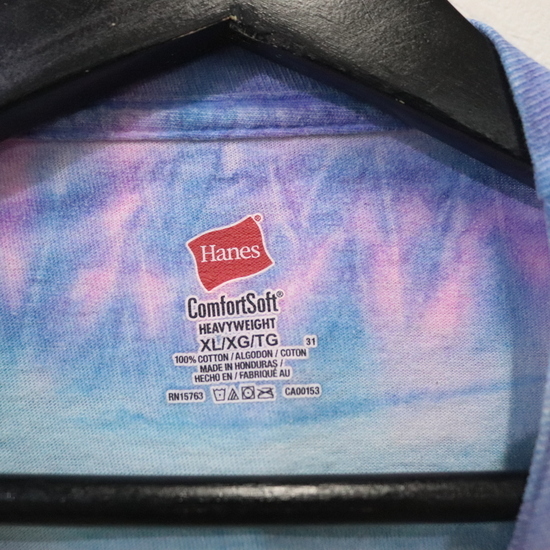 Hanes®
ComfortSoft®
HEAVYWEIGHT
XL/XG/TG 31
100% COTTON / ALGODON / COTON
MADE IN HONDURAS /
HECHO EN / FABRIQUÉ AU
RN15763 CA00153